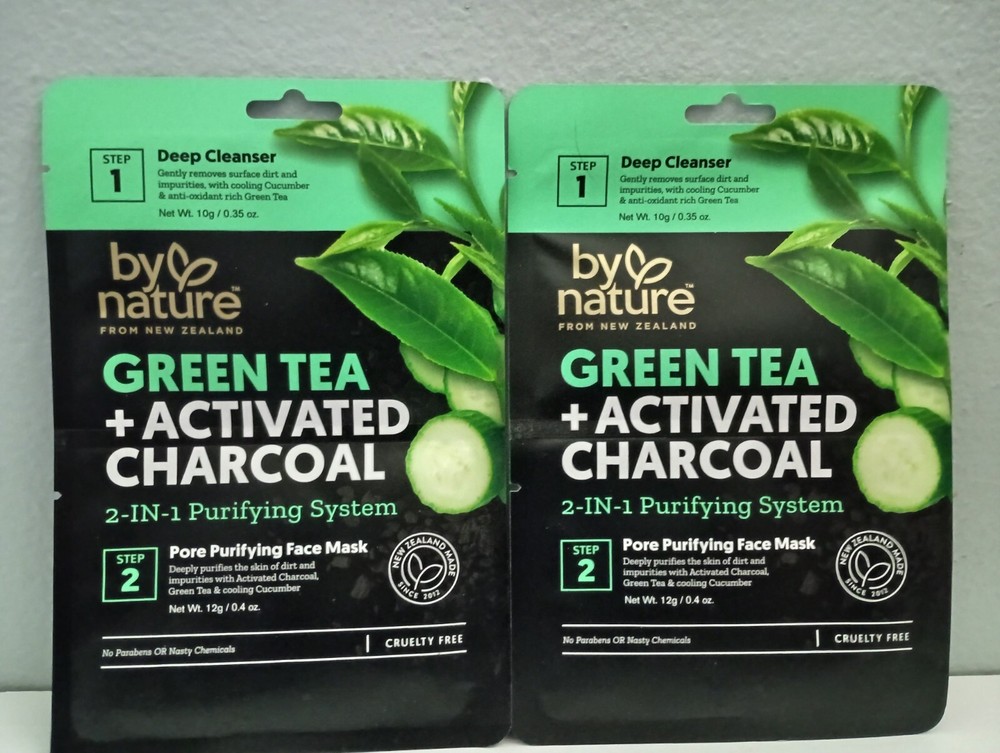 STEP
1
Deep Cleanser
Gently removes surface dirt and
impurities, with cooling Cucumber
& anti-oxidant rich Green Tea
Net Wt. 10g / 0.35 oz.
by
nature™
FROM NEW ZEALAND
GREEN TEA
+ ACTIVATED
CHARCOAL
2-IN-1 Purifying System
STEP
2
Pore Purifying Face Mask
Deeply purifies the skin of dirt and
impurities with Activated Charcoal,
Green Tea & cooling Cucumber
Net Wt. 12g / 0.4 oz.
NEW ZEALAND MADE
SINCE 2012
No Parabens OR Nasty Chemicals
CRUELTY FREE
STEP
1
Deep Cleanser
Gently removes surface dirt and
impurities, with cooling Cucumber
& anti-oxidant rich Green Tea
Net Wt. 10g / 0.35 oz.
by
nature™
FROM NEW ZEALAND
GREEN TEA
+ ACTIVATED
CHARCOAL
2-IN-1 Purifying System
STEP
2
Pore Purifying Face Mask
Deeply purifies the skin of dirt and
impurities with Activated Charcoal,
Green Tea & cooling Cucumber
Net Wt. 12g / 0.4 oz.
NEW ZEALAND MADE
SINCE 2012
No Parabens OR Nasty Chemicals
CRUELTY FREE